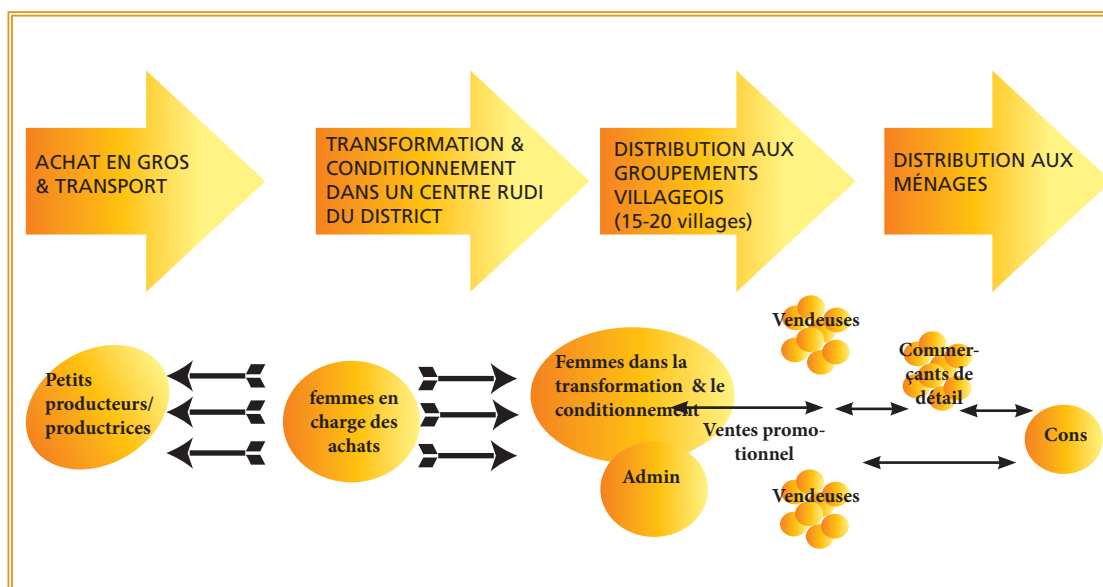 ACHAT EN GROS
& TRANSPORT
TRANSFORMATION &
CONDITIONNEMENT
DANS UN CENTRE RUDI
DU DISTRICT
DISTRIBUTION AUX
GROUPEMENTS
VILLAGEOIS
(15-20 villages)
DISTRIBUTION AUX
MÉNAGES
Petits
producteurs/
productrices
femmes en
charge des
achats
Femmes dans la
transformation & le
conditionnement
Admin
Vendeuses
Ventes promo-
tionnel
Vendeuses
Commer-
çants de
détail
Cons